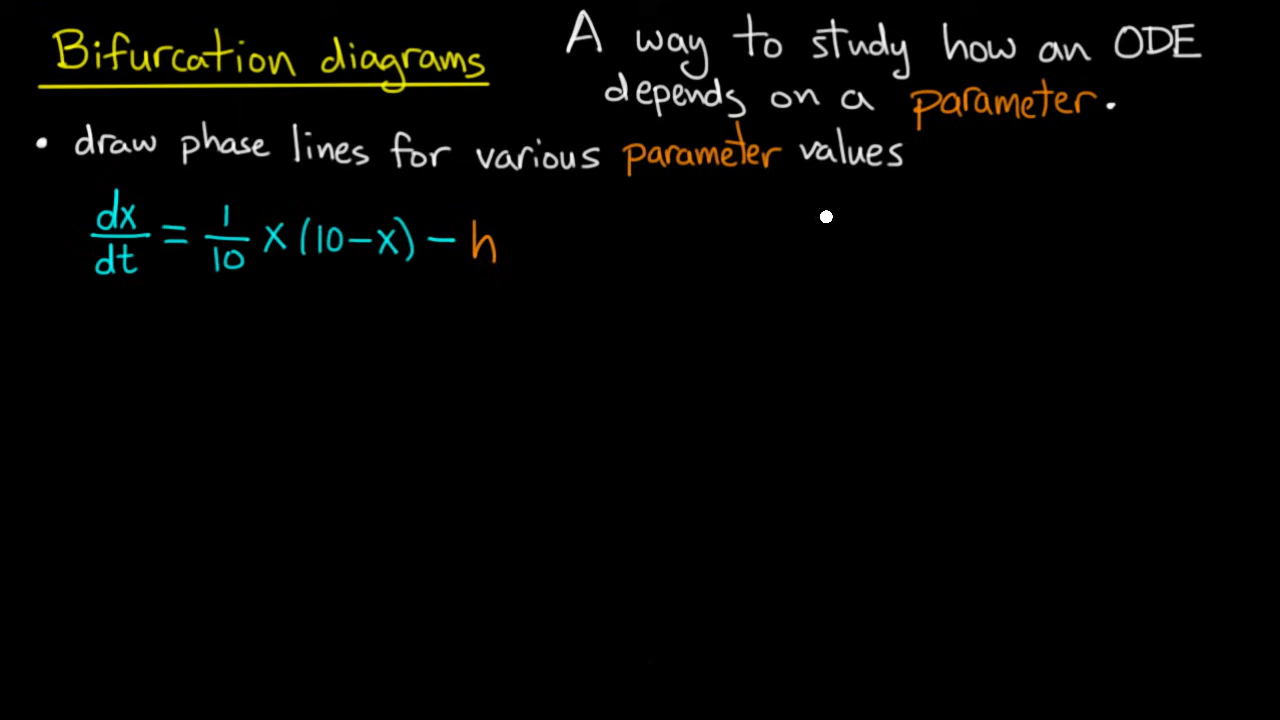 Bifurcation diagrams
A way to study how an ODE
depends on a parameter.
• draw phase lines for various parameter values
dx/dt = 1/10 x (10-x) - h